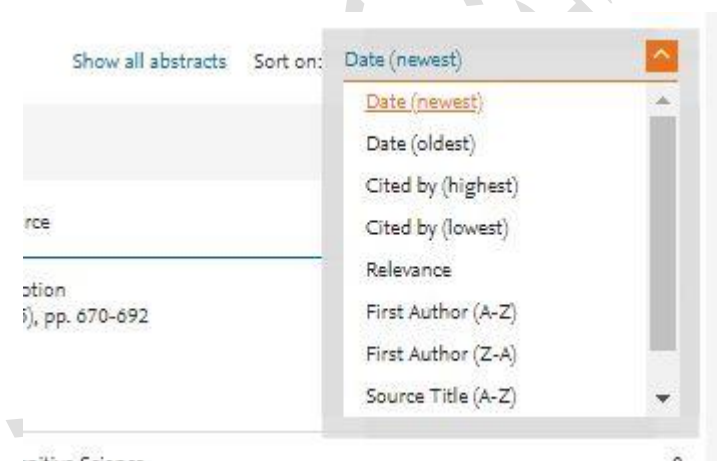 Show all abstracts Sort on: Date (newest)
Date (newest)
Date (oldest)
Cited by (highest)
rce
Cited by (lowest)
Relevance
ption
), pp. 670-692
First Author (A-Z)
First Author (Z-A)
Source Title (A-Z)
Science